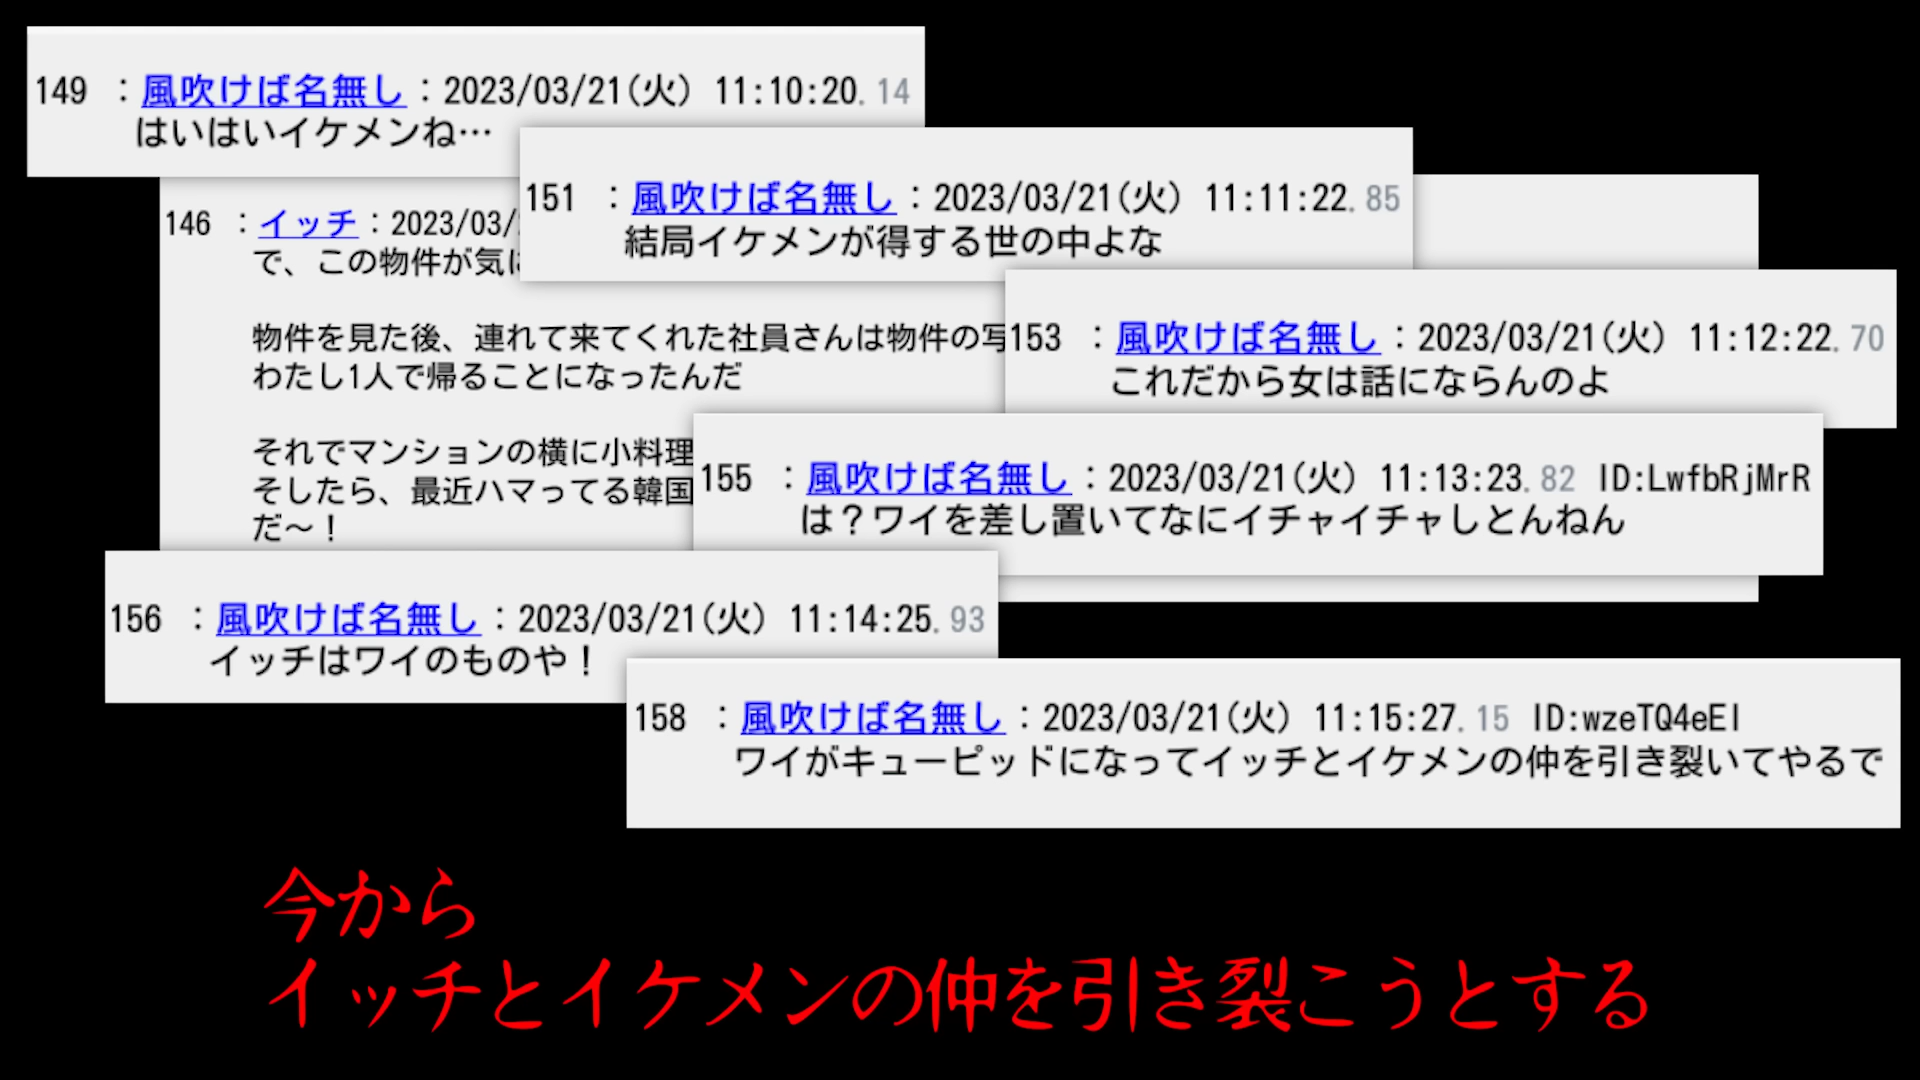 149 ：風吹けば名無し：2023/03/21(火) 11:10:20.14
はいはいイケメンね…
151 ：風吹けば名無し：2023/03/21(火) 11:11:22.85
結局イケメンが得する世の中よな
146 ：イッチ：2023/03/
で、この物件が気に
物件を見た後、連れて来てくれた社員さんは物件の写
わたし1人で帰ることになったんだ
それでマンションの横に小料理
そしたら、最近ハマってる韓国
だ～！
153 ：風吹けば名無し：2023/03/21(火) 11:12:22.70
これだから女は話にならんのよ
155 ：風吹けば名無し：2023/03/21(火) 11:13:23.82 ID:LwfbRjMrR
は？ワイを差し置いてなにイチャイチャしとんねん
156 ：風吹けば名無し：2023/03/21(火) 11:14:25.93
イッチはワイのものや！
158 ：風吹けば名無し：2023/03/21(火) 11:15:27.15 ID:wzeTQ4eEI
ワイがキューピッドになってイッチとイケメンの仲を引き裂いてやるで
今から
イッチとイケメンの仲を引き裂こうとする